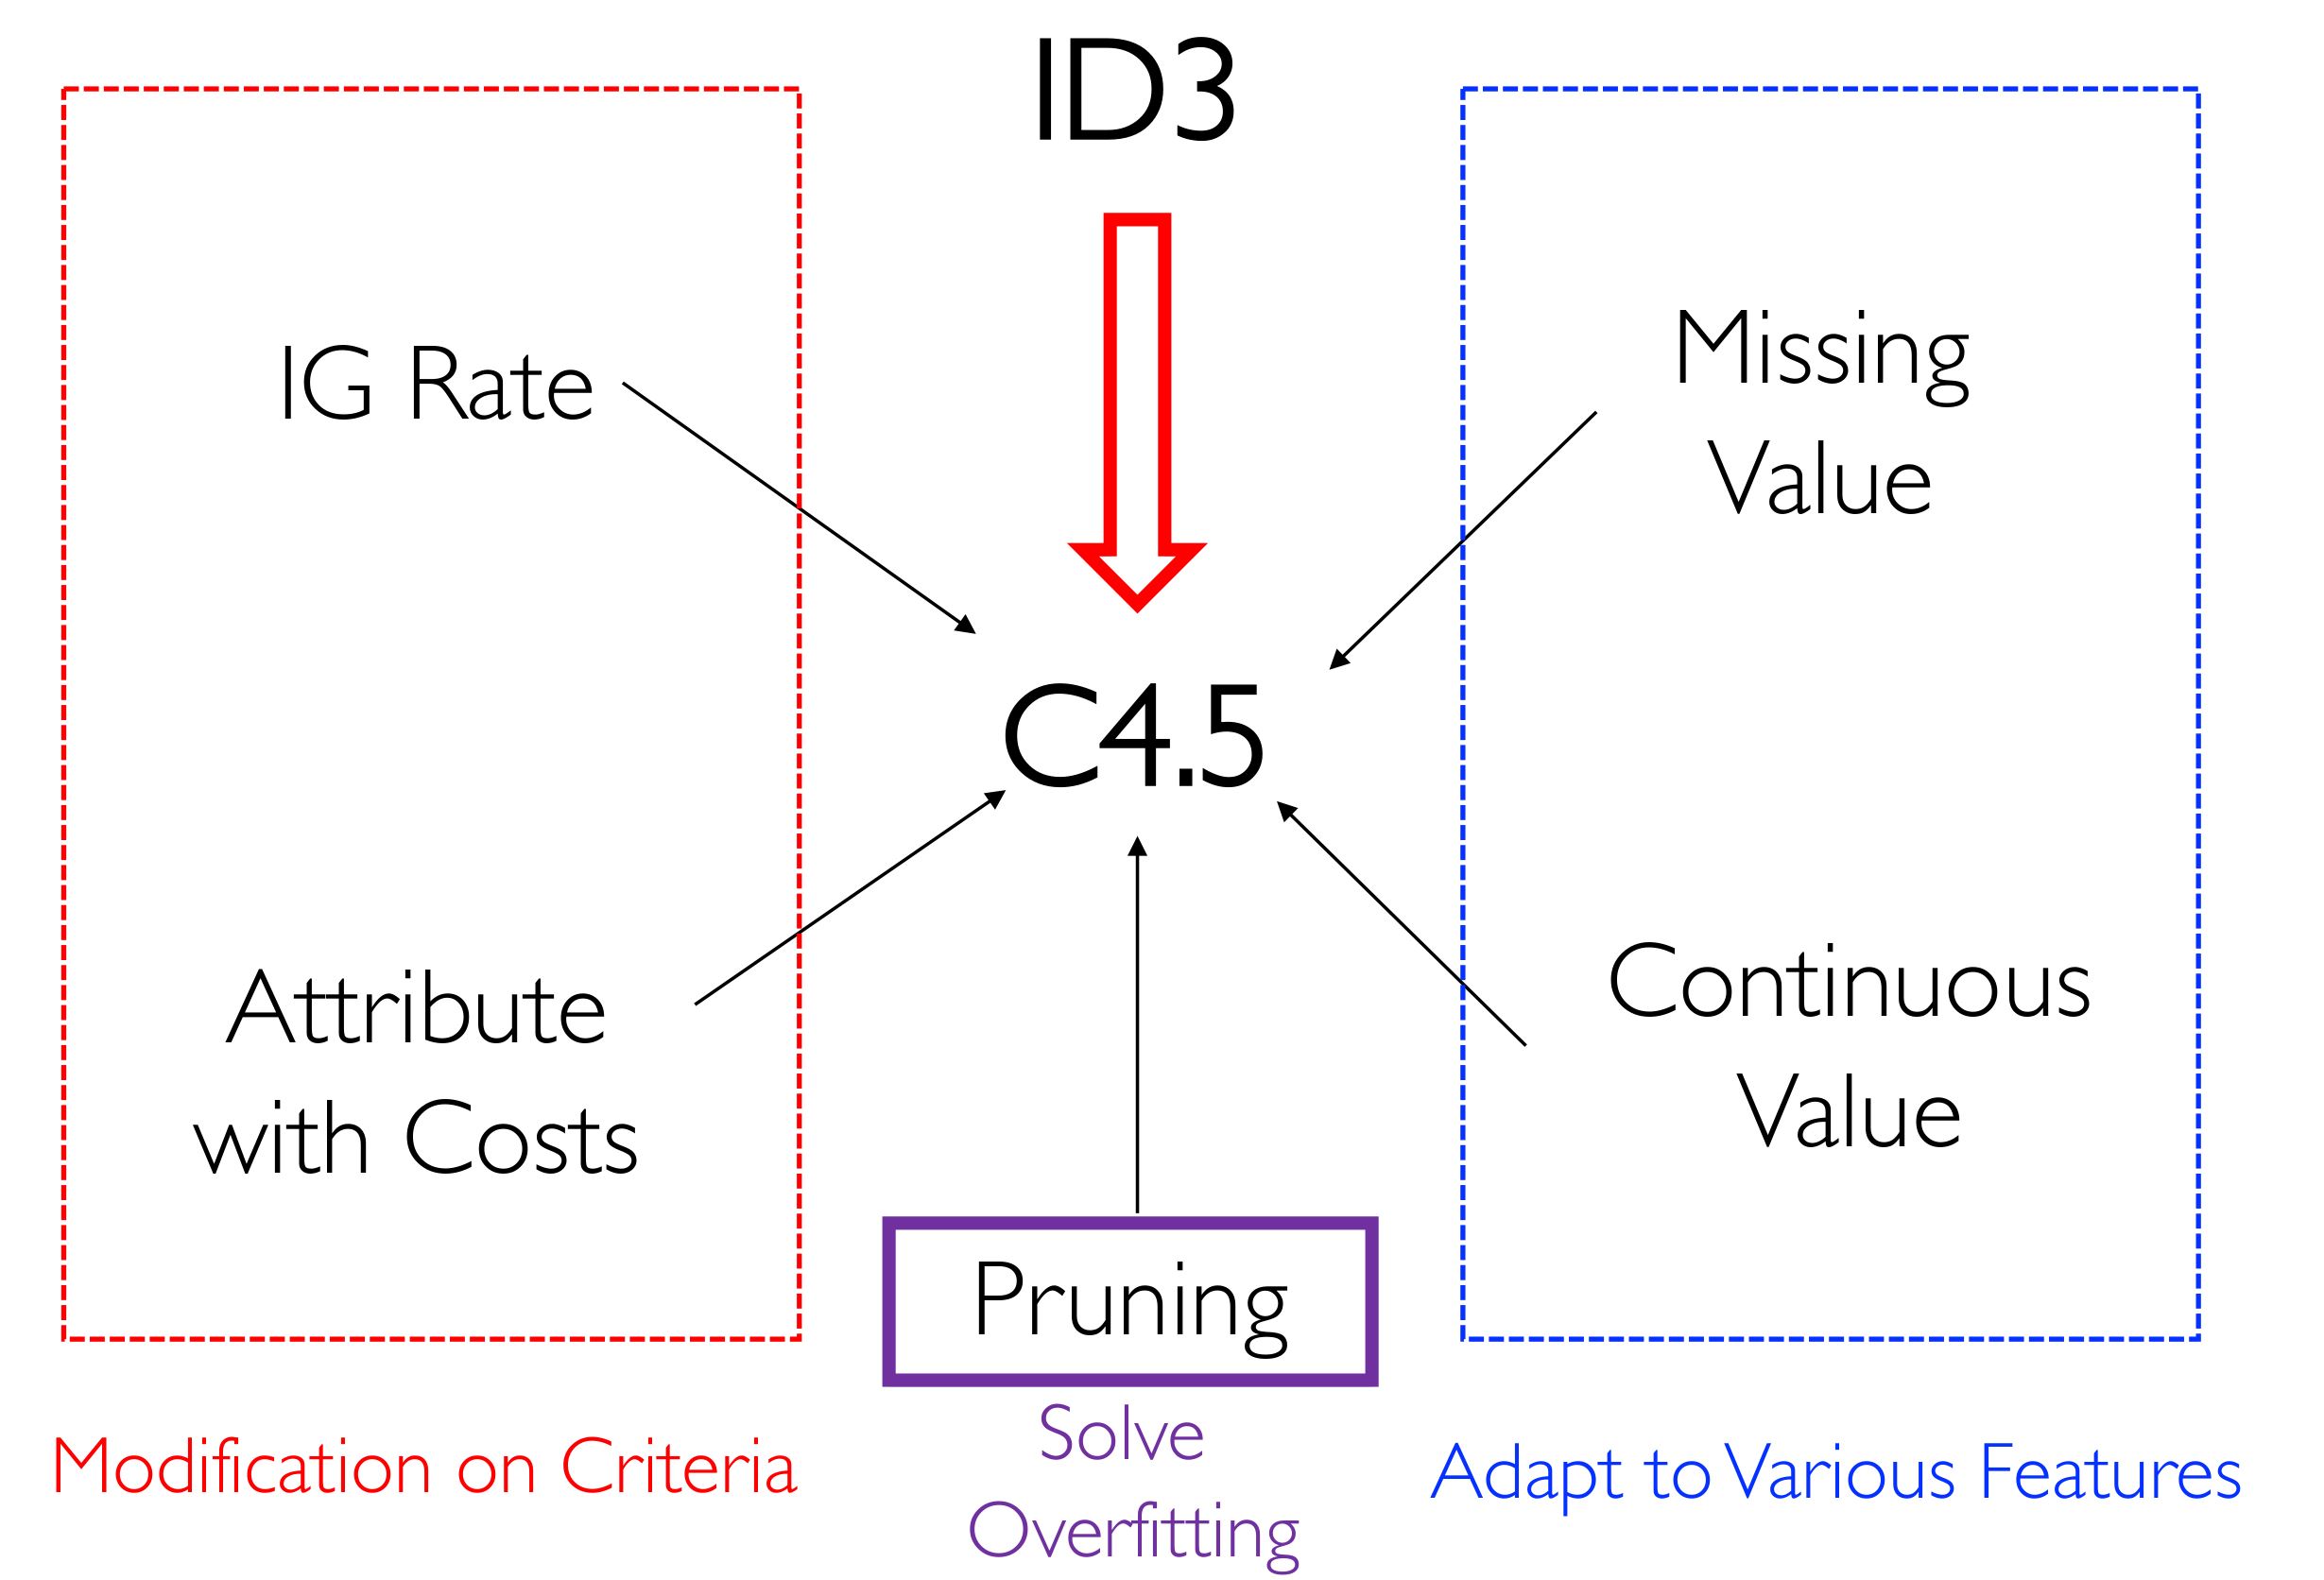 ID3
IG Rate
Missing
Value
C4.5
Attribute
with Costs
Continuous
Value
Pruning
Solve
Overfitting
Modification on Criteria
Adapt to Various Features